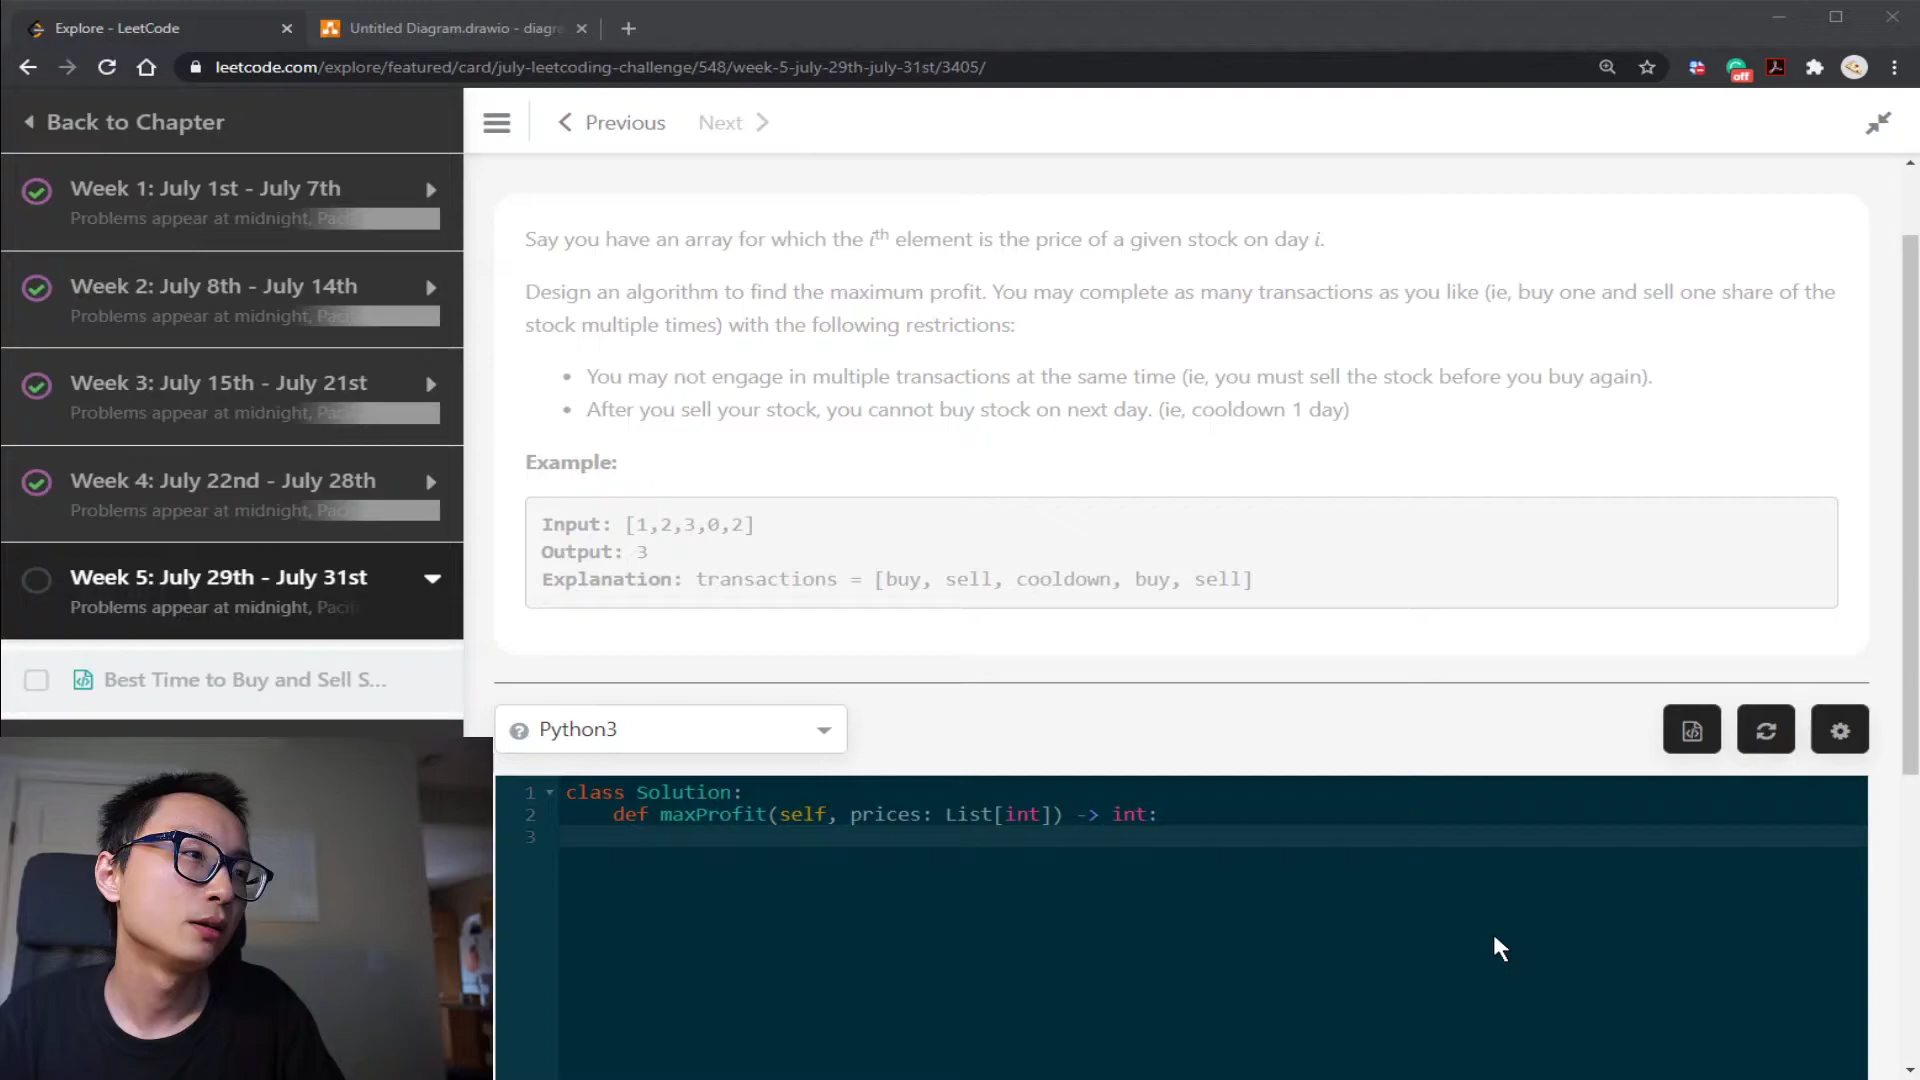 Explore - LeetCode
Untitled Diagram.drawio - diagra
leetcode.com/explore/featured/card/july-leetcoding-challenge/548/week-5-july-29th-july-31st/3405/
off
Back to Chapter
Previous
Next
Week 1: July 1st - July 7th
Problems appear at midnight, Paci
Week 2: July 8th - July 14th
Problems appear at midnight, Paci
Week 3: July 15th - July 21st
Problems appear at midnight, Paci
Week 4: July 22nd - July 28th
Problems appear at midnight, Paci
Week 5: July 29th - July 31st
Problems appear at midnight, Pacif
Best Time to Buy and Sell S...
Say you have an array for which the ith element is the price of a given stock on day i.
Design an algorithm to find the maximum profit. You may complete as many transactions as you like (ie, buy one and sell one share of the
stock multiple times) with the following restrictions:
• You may not engage in multiple transactions at the same time (ie, you must sell the stock before you buy again).
• After you sell your stock, you cannot buy stock on next day. (ie, cooldown 1 day)
Example:
Input: [1,2,3,0,2]
Output: 3
Explanation: transactions = [buy, sell, cooldown, buy, sell]
Python3
1 class Solution:
2 def maxProfit(self, prices: List[int]) -> int:
3